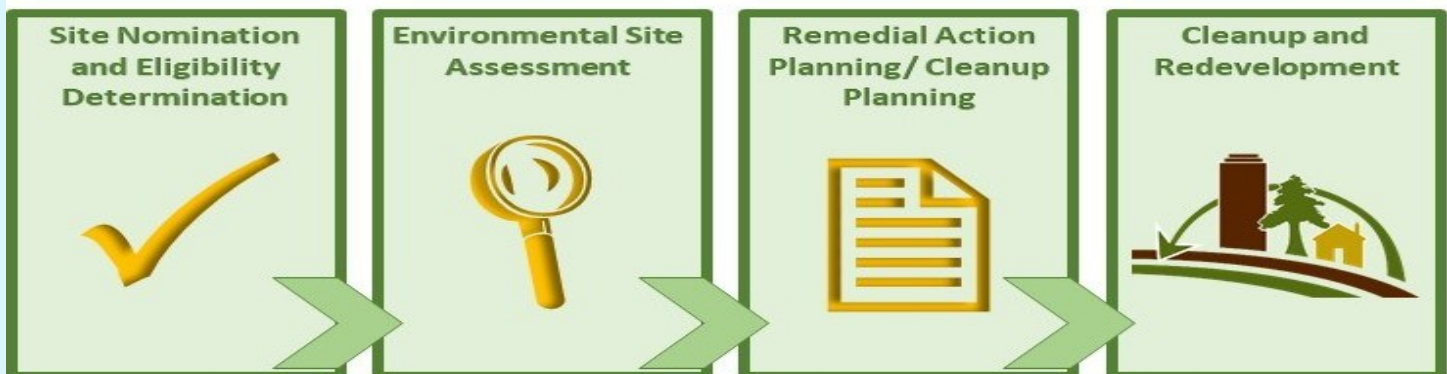 Site Nomination
and Eligibility
Determination
Environmental Site
Assessment
Remedial Action
Planning/ Cleanup
Planning
Cleanup and
Redevelopment